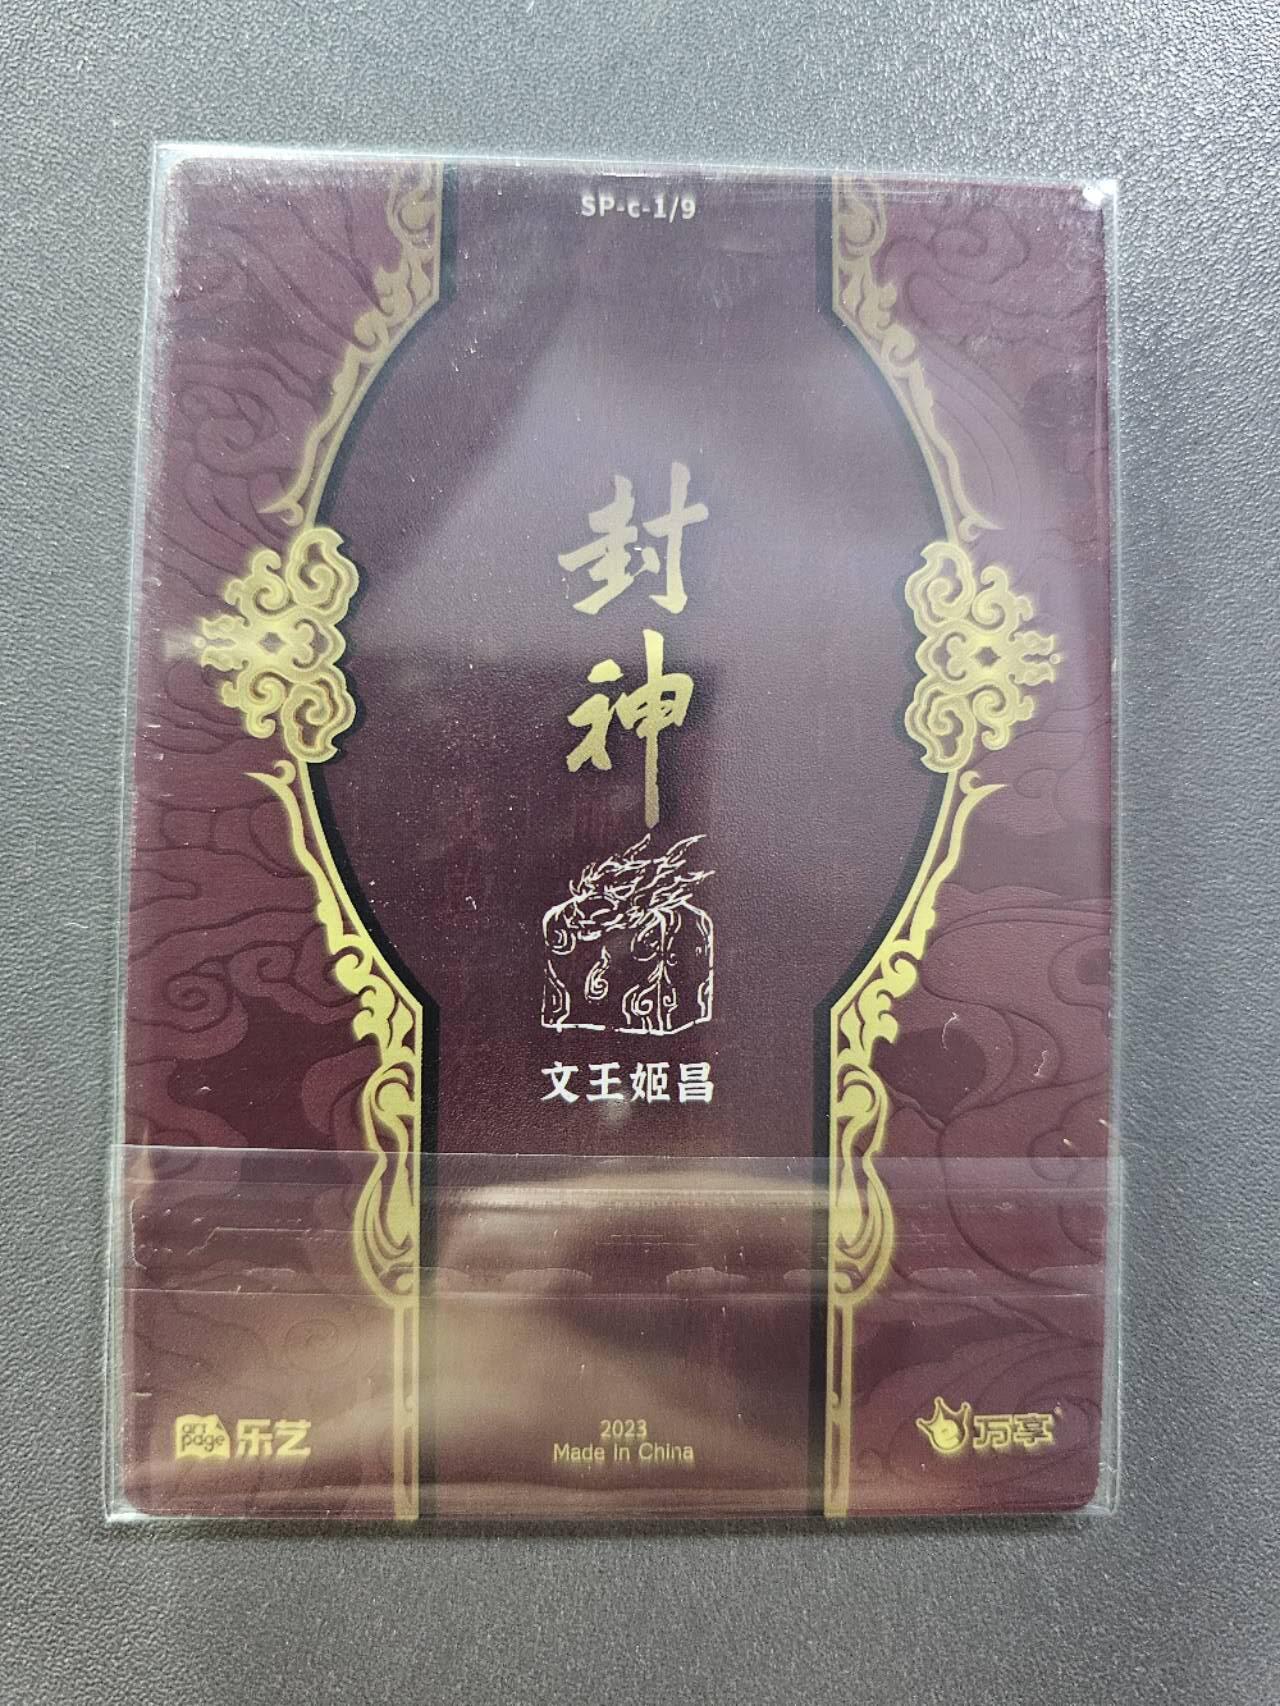 SP-c-1/9
封
神
文王姬昌
art page 乐艺
2023
Made In China
e 万享